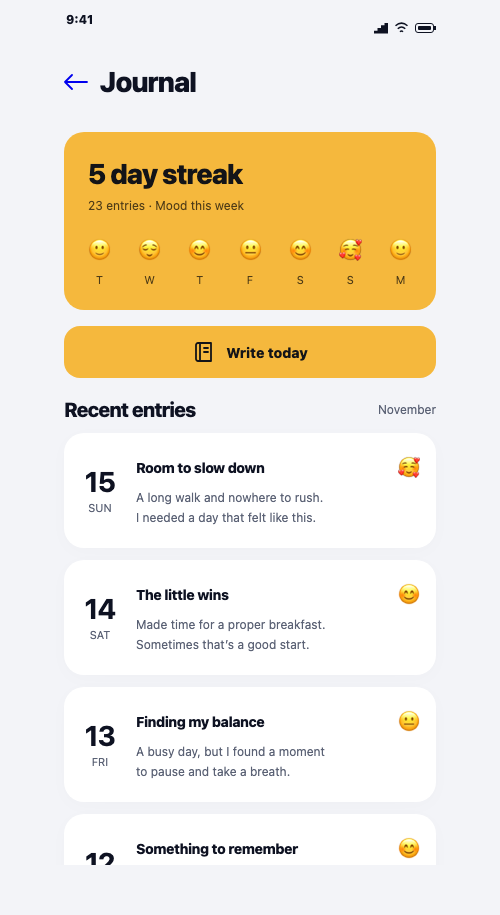 9:41
Journal
5 day streak
23 entries · Mood this week
T W T F S S M
Write today
Recent entries
November
15
SUN
Room to slow down
A long walk and nowhere to rush.
I needed a day that felt like this.
14
SAT
The little wins
Made time for a proper breakfast.
Sometimes that's a good start.
13
FRI
Finding my balance
A busy day, but I found a moment
to pause and take a breath.
12
Something to remember